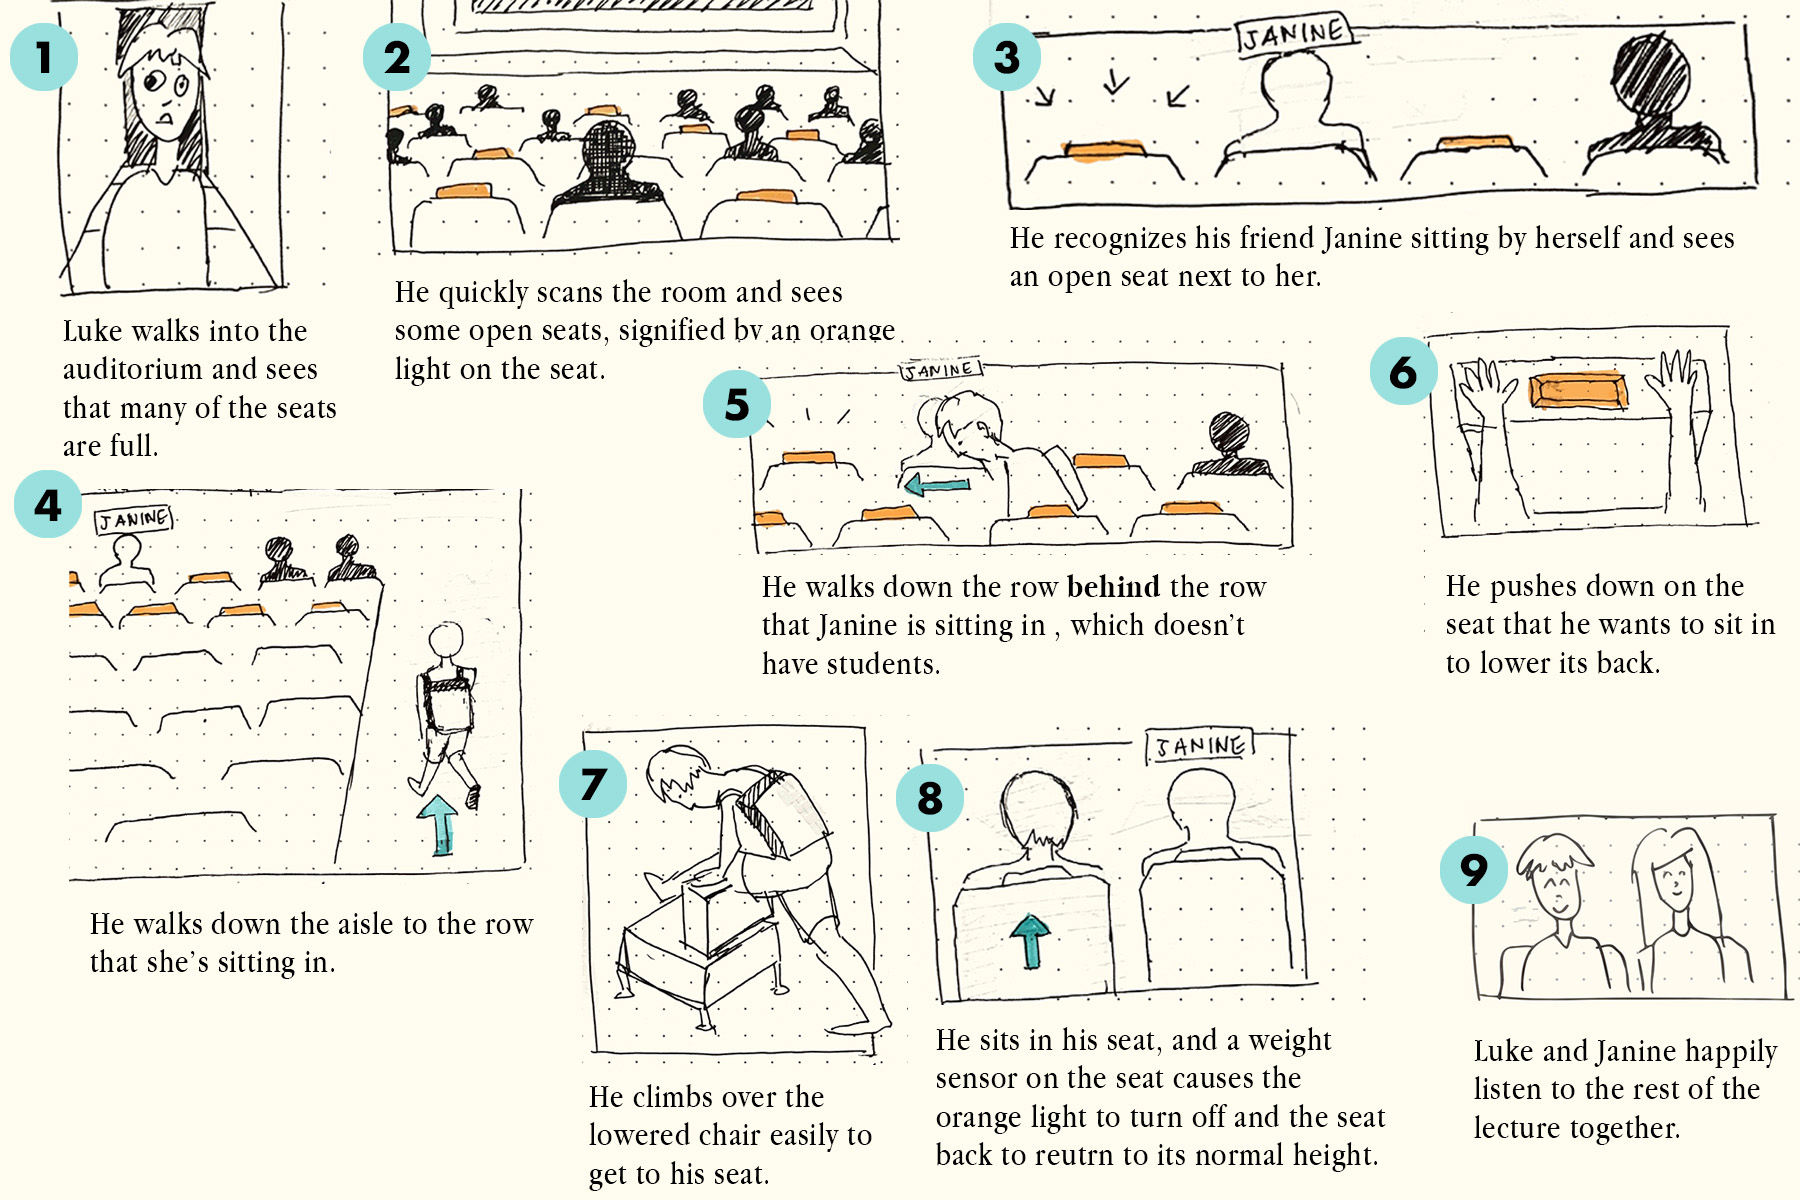 1
Luke walks into the
auditorium and sees
that many of the seats
are full.
2
He quickly scans the room and sees
some open seats, signified by an orange
light on the seat.
3
JANINE
He recognizes his friend Janine sitting by herself and sees
an open seat next to her.
4
JANINE
He walks down the aisle to the row
that she's sitting in.
5
JANINE
He walks down the row behind the row
that Janine is sitting in , which doesn't
have students.
6
He pushes down on the
seat that he wants to sit in
to lower its back.
7
He climbs over the
lowered chair easily to
get to his seat.
8
JANINE
He sits in his seat, and a weight
sensor on the seat causes the
orange light to turn off and the seat
back to reutrn to its normal height.
9
Luke and Janine happily
listen to the rest of the
lecture together.